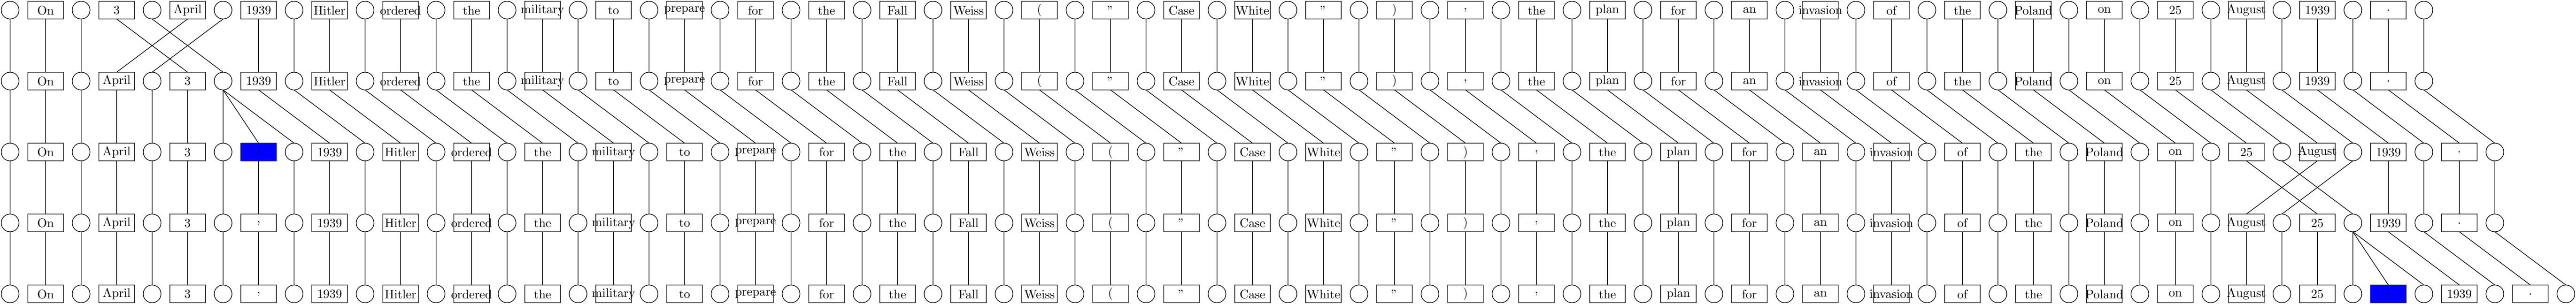 On 3 April 1939 Hitler ordered the military to prepare for the Fall Weiss ( " Case White " ) , the plan for an invasion of the Poland on 25 August 1939 .
On April 3 1939 Hitler ordered the military to prepare for the Fall Weiss ( " Case White " ) , the plan for an invasion of the Poland on 25 August 1939 .
On April 3 1939 Hitler ordered the military to prepare for the Fall Weiss ( " Case White " ) , the plan for an invasion of the Poland on 25 August 1939 .
On April 3 , 1939 Hitler ordered the military to prepare for the Fall Weiss ( " Case White " ) , the plan for an invasion of the Poland on August 25 1939 .
On April 3 , 1939 Hitler ordered the military to prepare for the Fall Weiss ( " Case White " ) , the plan for an invasion of the Poland on August 25 1939 .